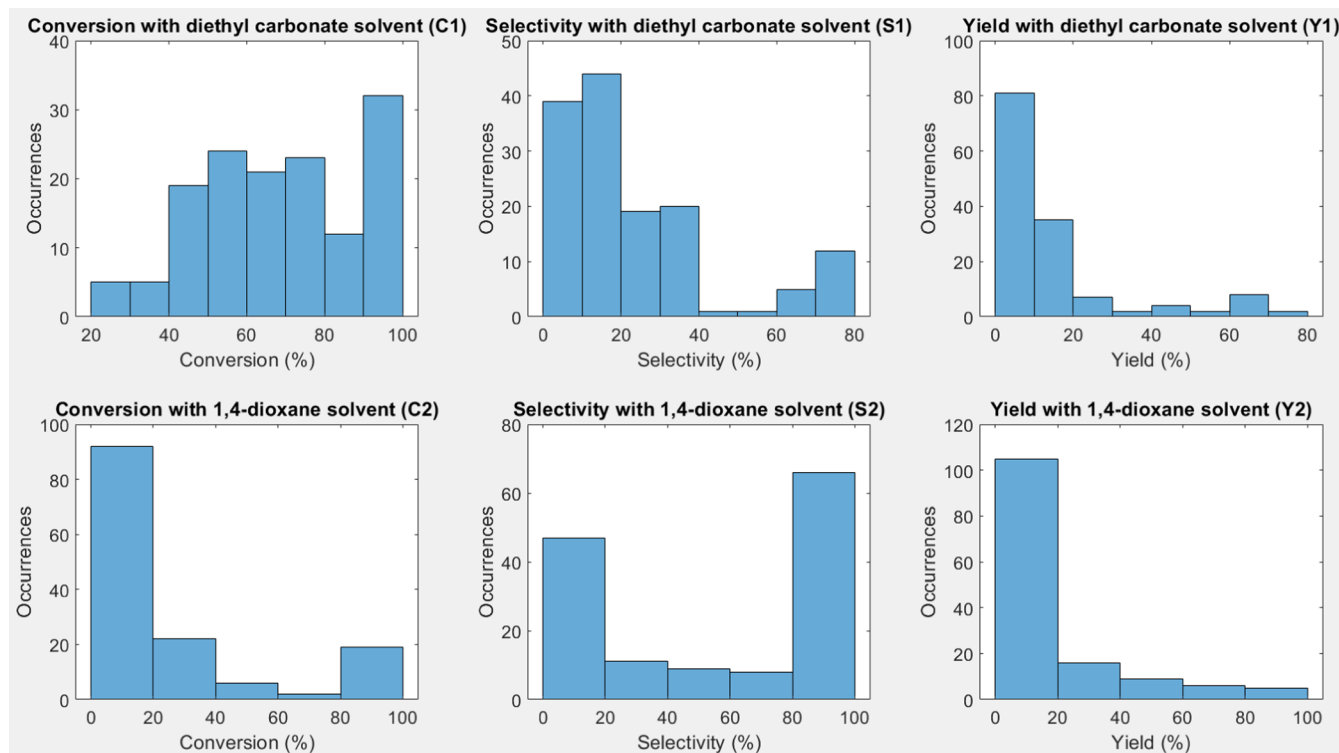 Conversion with diethyl carbonate solvent (C1)
40
30
20
10
0
Occurrences
20 40 60 80 100
Conversion (%)
Selectivity with diethyl carbonate solvent (S1)
50
40
30
20
10
0
Occurrences
0 20 40 60 80
Selectivity (%)
Yield with diethyl carbonate solvent (Y1)
100
80
60
40
20
0
Occurrences
0 20 40 60 80
Yield (%)
Conversion with 1,4-dioxane solvent (C2)
100
80
60
40
20
0
Occurrences
0 20 40 60 80 100
Conversion (%)
Selectivity with 1,4-dioxane solvent (S2)
80
60
40
20
0
Occurrences
0 20 40 60 80 100
Selectivity (%)
Yield with 1,4-dioxane solvent (Y2)
120
100
80
60
40
20
0
Occurrences
0 20 40 60 80 100
Yield (%)